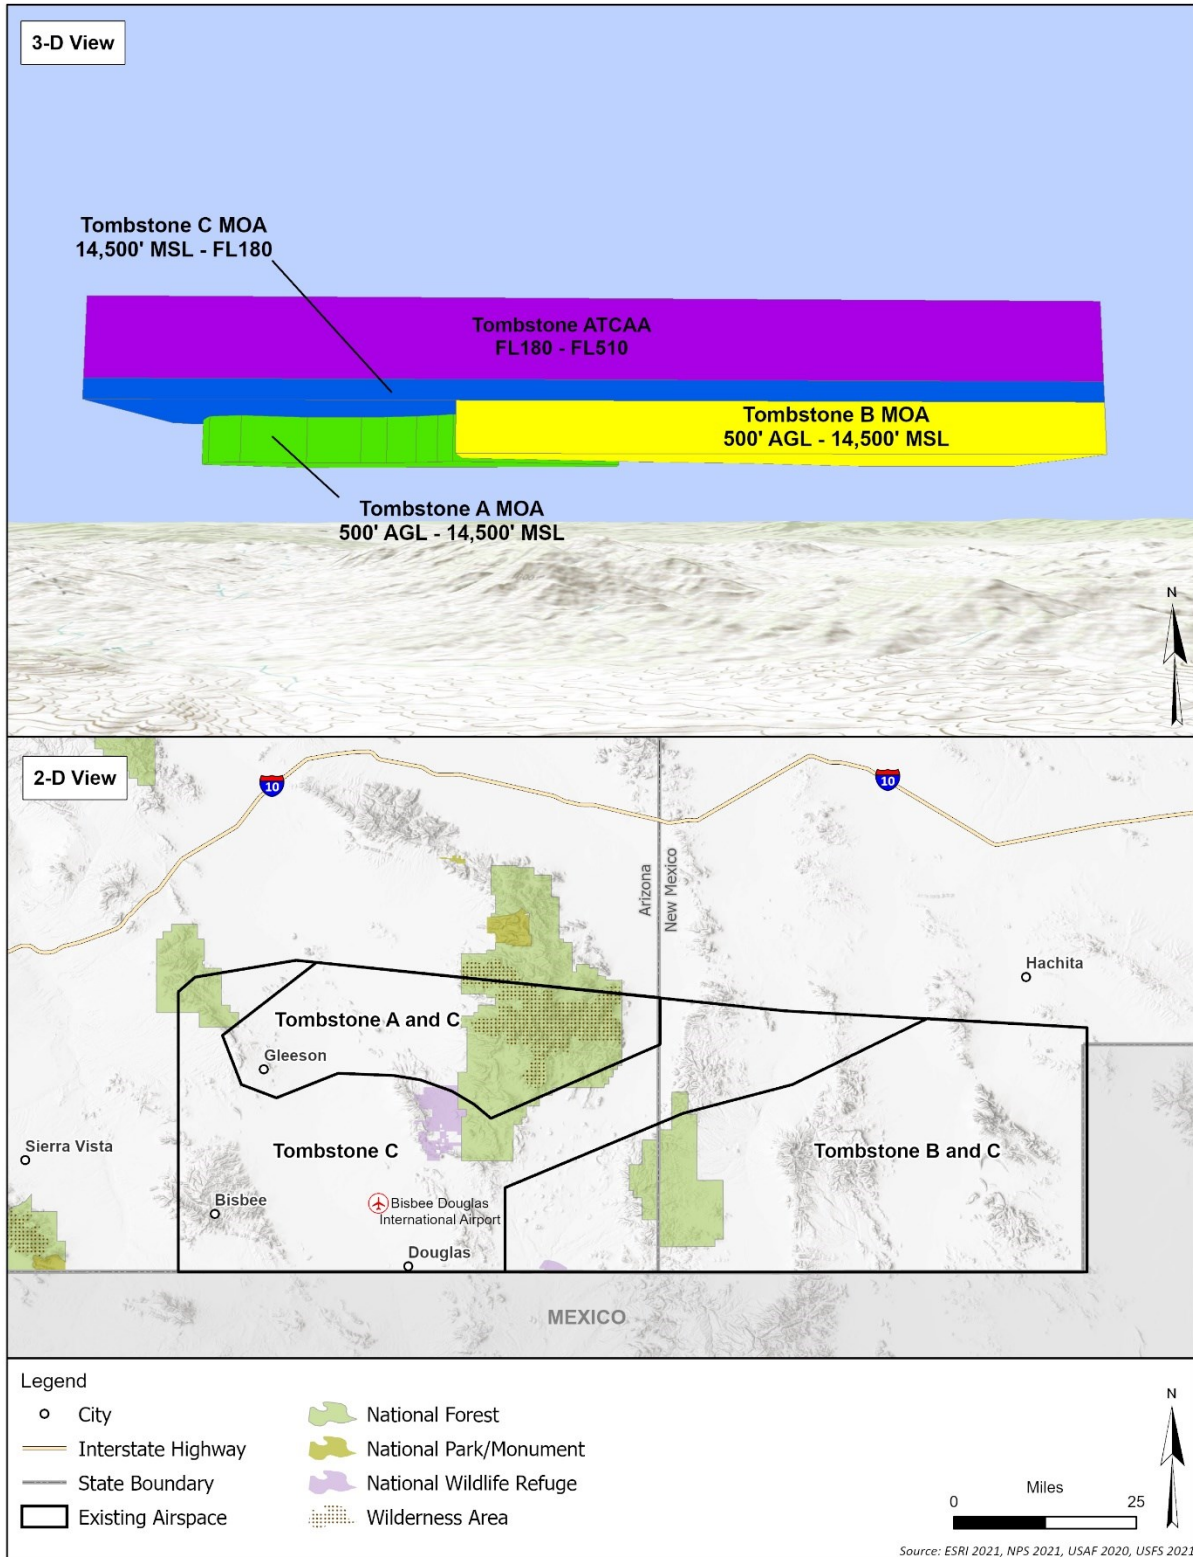 3-D View
Tombstone C MOA
14,500' MSL - FL180
Tombstone ATCAA
FL180 - FL510
Tombstone B MOA
500' AGL - 14,500' MSL
Tombstone A MOA
500' AGL - 14,500' MSL
N
2-D View
10
10
Arizona
New Mexico
Hachita
Tombstone A and C
Gleeson
Sierra Vista
Tombstone C
Tombstone B and C
Bisbee
Bisbee Douglas
International Airport
Douglas
MEXICO
Legend
City
Interstate Highway
State Boundary
Existing Airspace
National Forest
National Park/Monument
National Wildlife Refuge
Wilderness Area
N
Miles
0 25
Source: ESRI 2021, NPS 2021, USAF 2020, USFS 2021